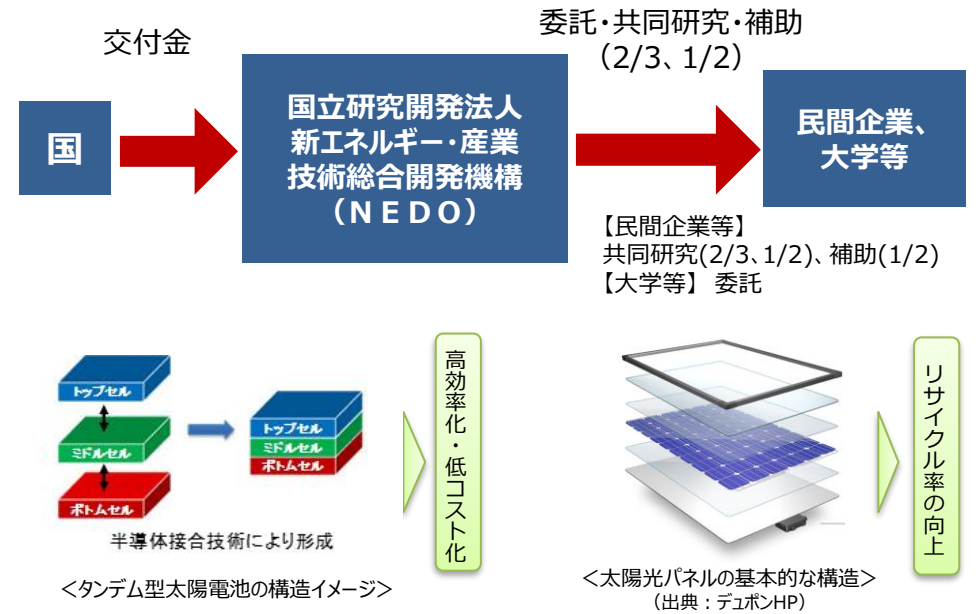 交付金
委託・共同研究・補助
（2/3、1/2）
国
国立研究開発法人
新エネルギー・産業
技術総合開発機構
（ＮＥＤＯ）
民間企業、
大学等
【民間企業等】
共同研究(2/3、1/2)、補助(1/2)
【大学等】 委託
トップセル
ミドルセル
ボトムセル
トップセル
ミドルセル
ボトムセル
半導体接合技術により形成
＜タンデム型太陽電池の構造イメージ＞
高効率化・低コスト化
＜太陽光パネルの基本的な構造＞
（出典：デュポンHP）
リサイクル率の向上